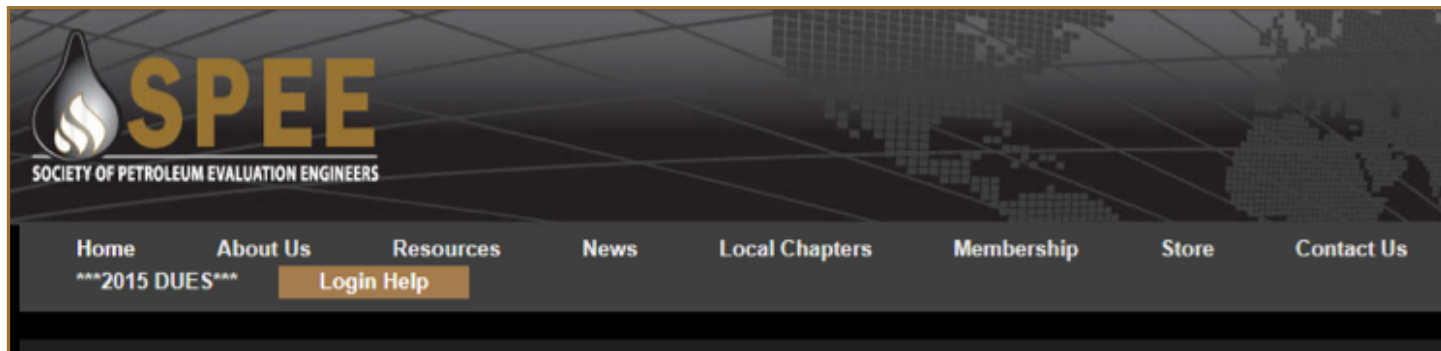 SPEE
SOCIETY OF PETROLEUM EVALUATION ENGINEERS
Home About Us Resources News Local Chapters Membership Store Contact Us
***2015 DUES*** Login Help